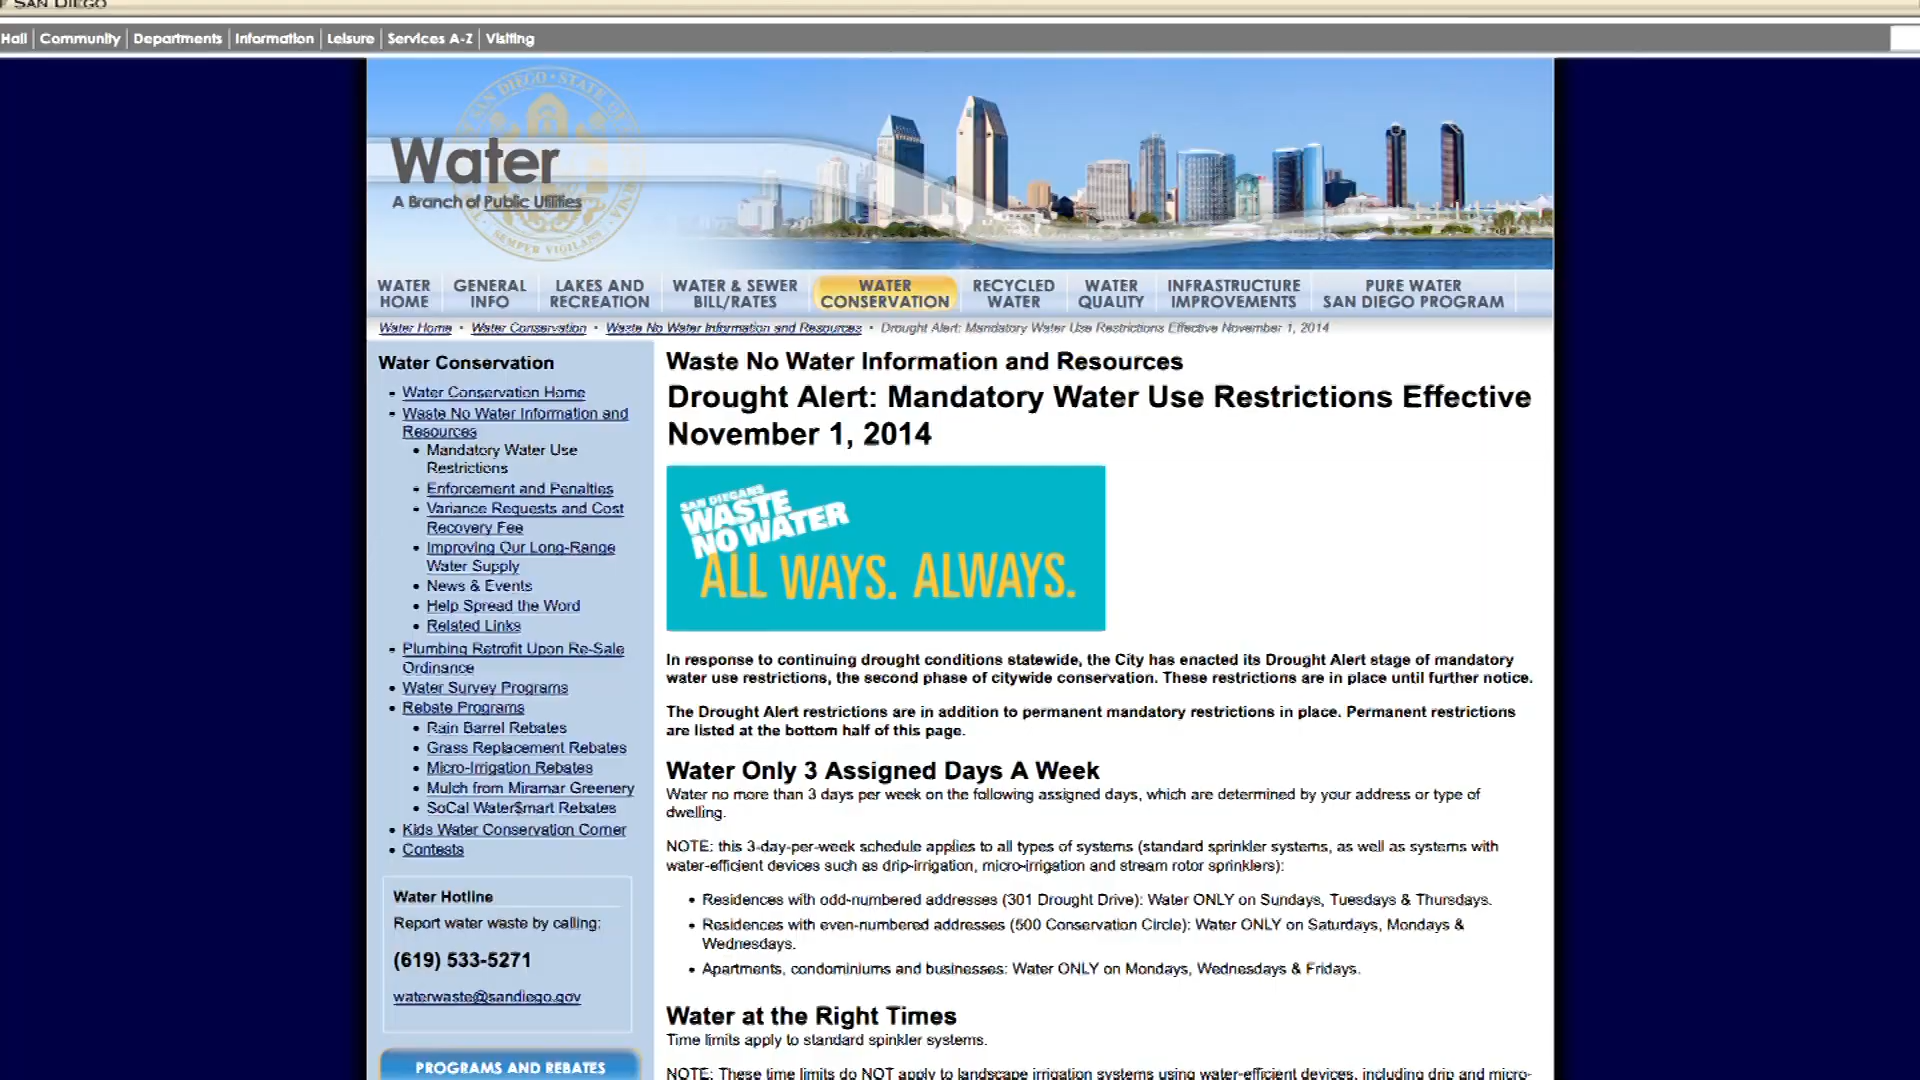 SAN DIEGO
Hall Community Departments Information Leisure Services A-Z Visiting
Water
A Branch of Public Utilities
SEMPER VIGILANS
WATER HOME GENERAL INFO LAKES AND RECREATION WATER & SEWER BILL/RATES WATER CONSERVATION RECYCLED WATER WATER QUALITY INFRASTRUCTURE IMPROVEMENTS PURE WATER SAN DIEGO PROGRAM
Water Home • Water Conservation • Waste No Water Information and Resources • Drought Alert: Mandatory Water Use Restrictions Effective November 1, 2014
Water Conservation
• Water Conservation Home
• Waste No Water Information and
Resources
• Mandatory Water Use
Restrictions
• Enforcement and Penalties
• Variance Requests and Cost
Recovery Fee
• Improving Our Long-Range
Water Supply
• News & Events
• Help Spread the Word
• Related Links
• Plumbing Retrofit Upon Re-Sale
Ordinance
• Water Survey Programs
• Rebate Programs
• Rain Barrel Rebates
• Grass Replacement Rebates
• Micro-Irrigation Rebates
• Mulch from Miramar Greenery
• SoCal Water$mart Rebates
• Kids Water Conservation Corner
• Contests
Water Hotline
Report water waste by calling:
(619) 533-5271
waterwaste@sandiego.gov
PROGRAMS AND REBATES
Waste No Water Information and Resources
Drought Alert: Mandatory Water Use Restrictions Effective
November 1, 2014
SAN DIEGANS
WASTE
NO WATER
ALL WAYS. ALWAYS.
In response to continuing drought conditions statewide, the City has enacted its Drought Alert stage of mandatory
water use restrictions, the second phase of citywide conservation. These restrictions are in place until further notice.
The Drought Alert restrictions are in addition to permanent mandatory restrictions in place. Permanent restrictions
are listed at the bottom half of this page.
Water Only 3 Assigned Days A Week
Water no more than 3 days per week on the following assigned days, which are determined by your address or type of
dwelling.
NOTE: this 3-day-per-week schedule applies to all types of systems (standard sprinkler systems, as well as systems with
water-efficient devices such as drip-irrigation, micro-irrigation and stream rotor sprinklers):
• Residences with odd-numbered addresses (301 Drought Drive): Water ONLY on Sundays, Tuesdays & Thursdays.
• Residences with even-numbered addresses (500 Conservation Circle): Water ONLY on Saturdays, Mondays &
Wednesdays.
• Apartments, condominiums and businesses: Water ONLY on Mondays, Wednesdays & Fridays.
Water at the Right Times
Time limits apply to standard spinkler systems.
NOTE: These time limits do NOT apply to landscape irrigation systems using water-efficient devices, including drip and micro-